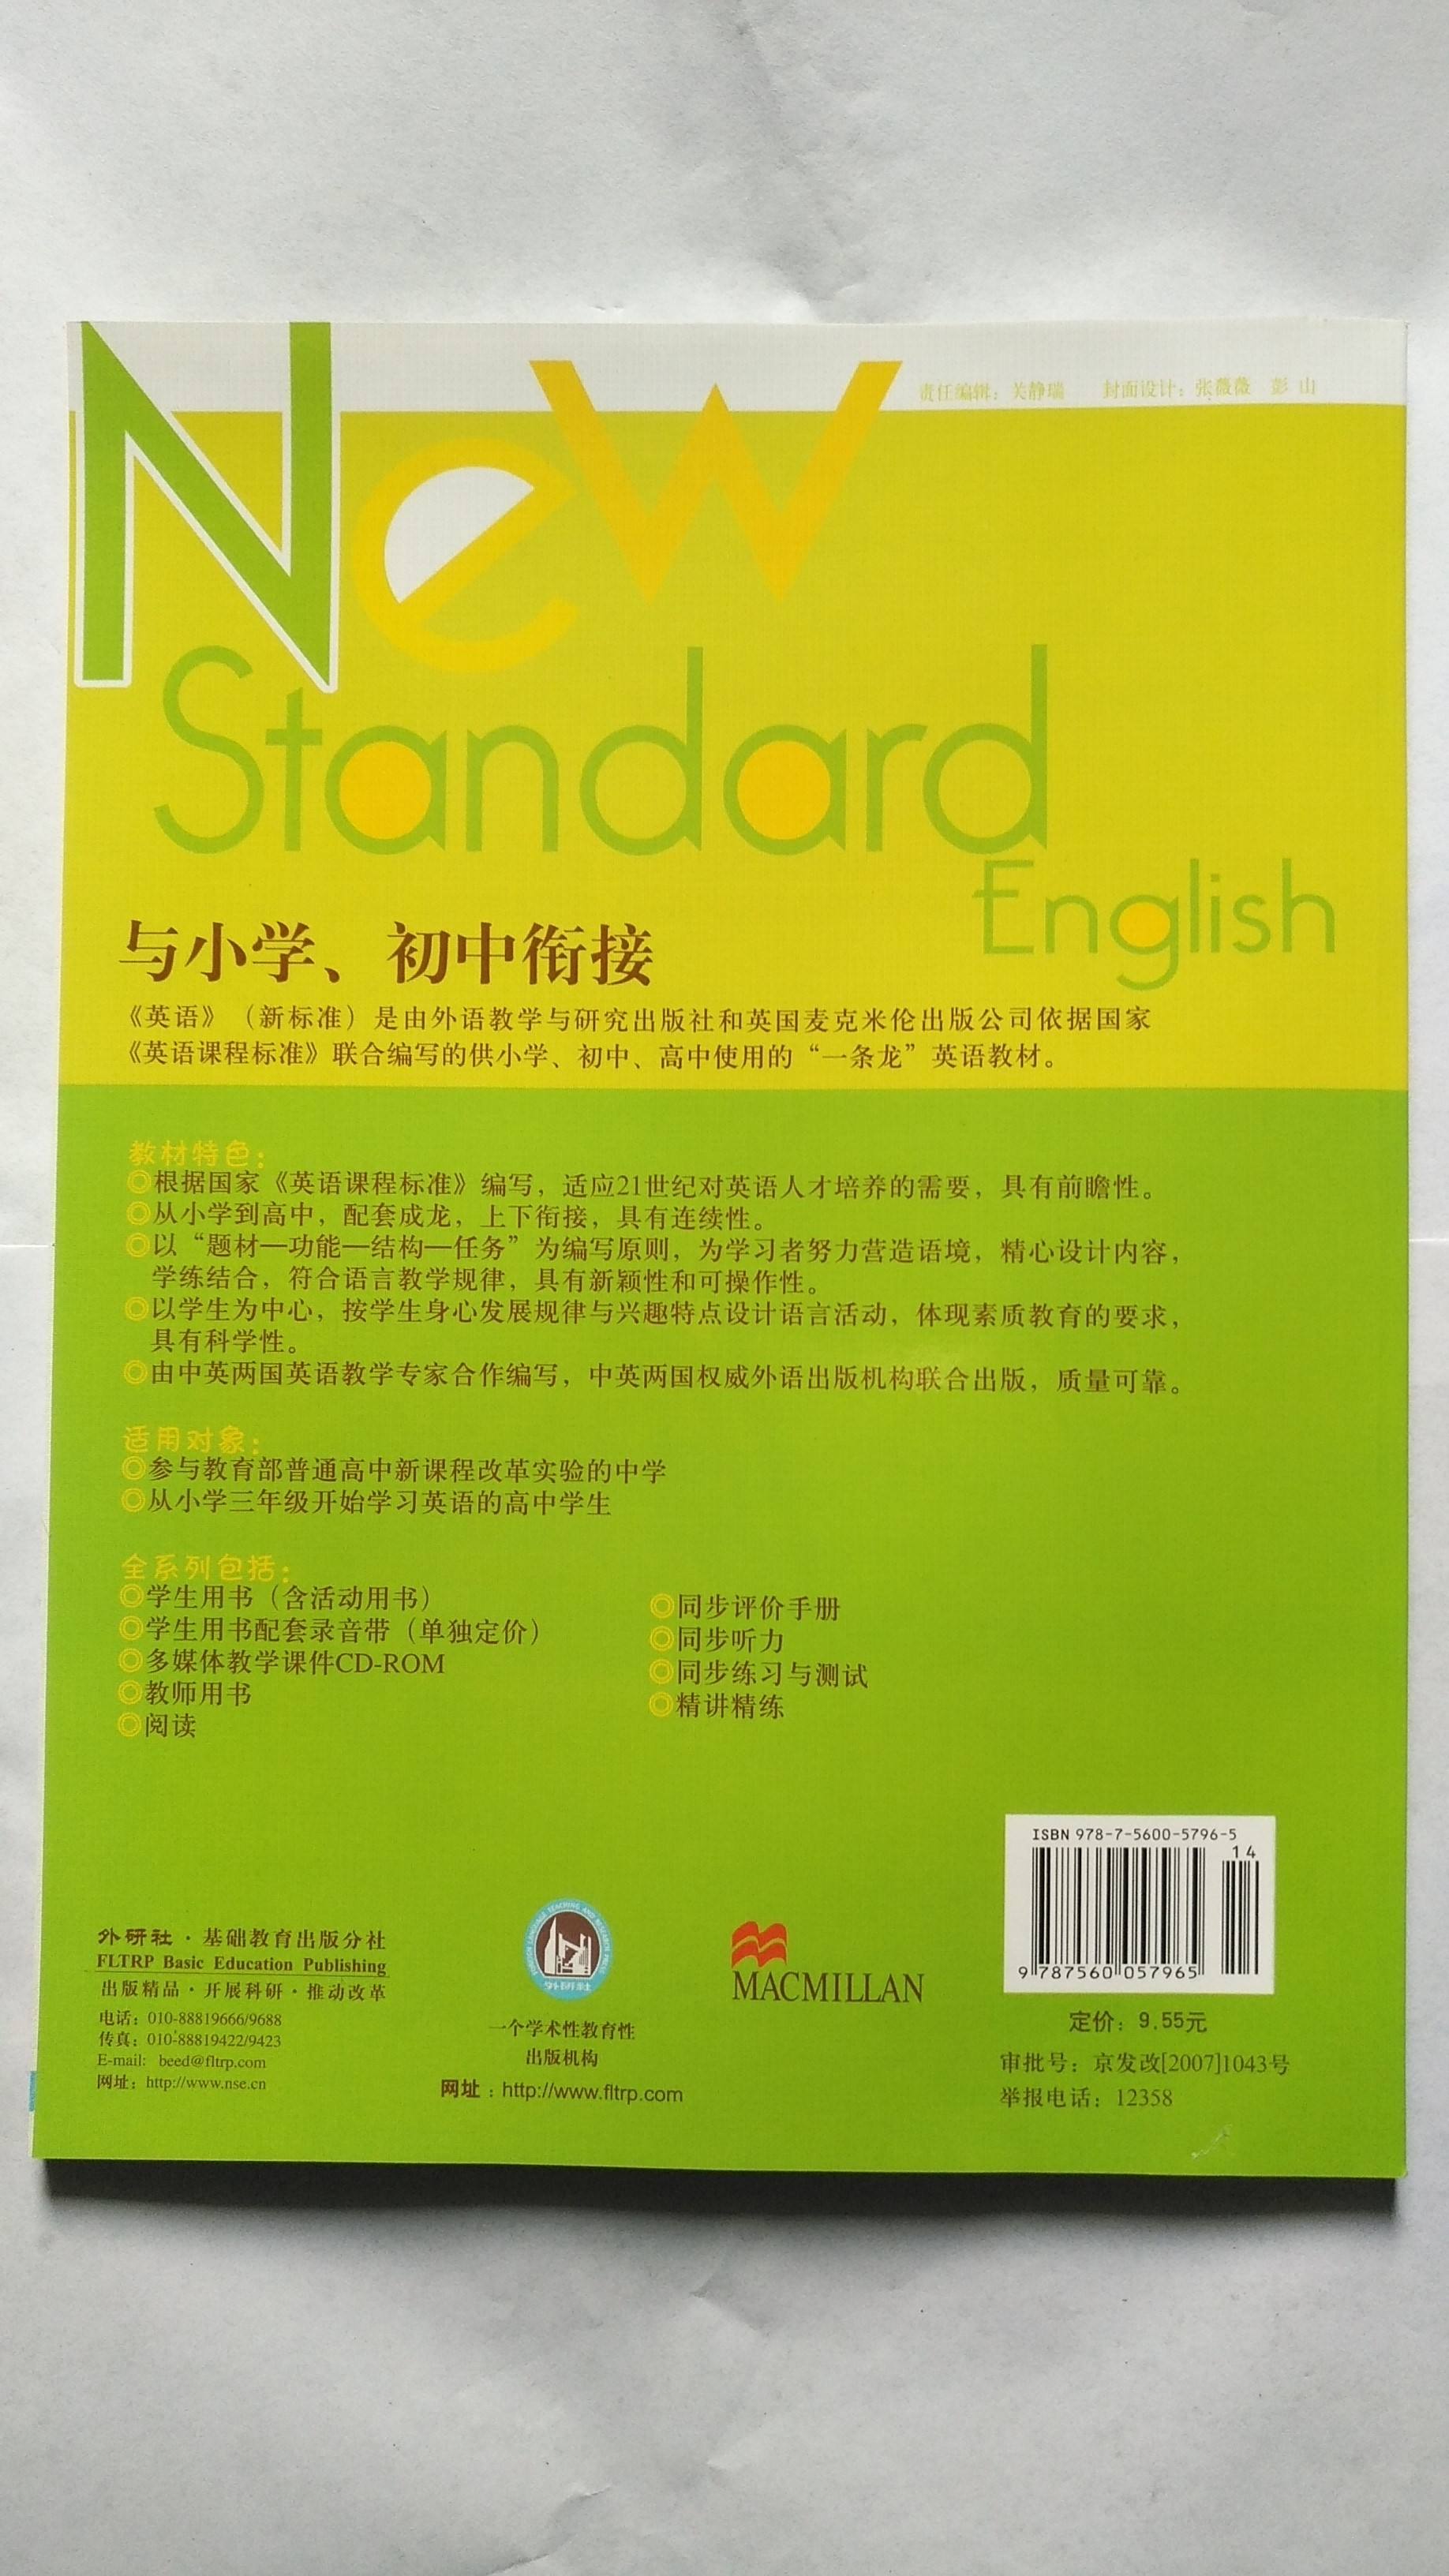 责任编辑：关静瑞 封面设计：张薇薇 彭 山
New
Standard
English
与小学、初中衔接
《英语》（新标准）是由外语教学与研究出版社和英国麦克米伦出版公司依据国家
《英语课程标准》联合编写的供小学、初中、高中使用的“一条龙”英语教材。
教材特色：
◎根据国家《英语课程标准》编写，适应21世纪对英语人才培养的需要，具有前瞻性。
◎从小学到高中，配套成龙，上下衔接，具有连续性。
◎以“题材—功能—结构—任务”为编写原则，为学习者努力营造语境，精心设计内容，
学练结合，符合语言教学规律，具有新颖性和可操作性。
◎以学生为中心，按学生身心发展规律与兴趣特点设计语言活动，体现素质教育的要求，
具有科学性。
◎由中英两国英语教学专家合作编写，中英两国权威外语出版机构联合出版，质量可靠。
适用对象：
◎参与教育部普通高中新课程改革实验的中学
◎从小学三年级开始学习英语的高中学生
全系列包括：
◎学生用书（含活动用书）
◎学生用书配套录音带（单独定价）
◎多媒体教学课件CD-ROM
◎教师用书
◎阅读
◎同步评价手册
◎同步听力
◎同步练习与测试
◎精讲精练
外研社·基础教育出版分社
FLTRP Basic Education Publishing
出版精品·开展科研·推动改革
电话：010-88819666/9688
传真：010-88819422/9423
E-mail: beed@fltrp.com
网址：http://www.nse.cn
FOREIGN LANGUAGE TEACHING AND RESEARCH PRESS
外研社
一个学术性教育性
出版机构
网址：http://www.fltrp.com
MACMILLAN
ISBN 978-7-5600-5796-5
14
9 787560 057965
定价：9.55元
审批号：京发改[2007]1043号
举报电话：12358